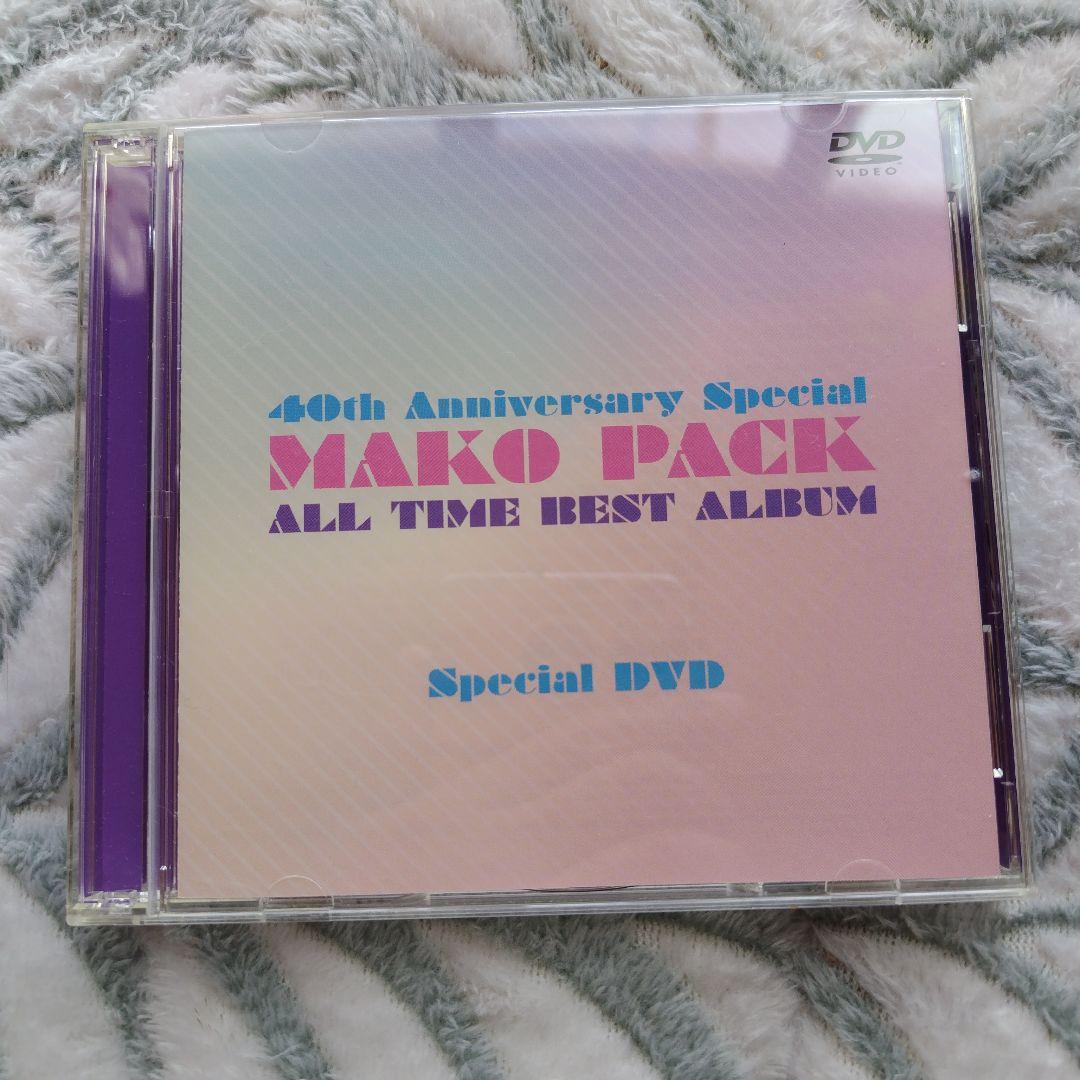 DVD
VIDEO
40th Anniversary Special
MAKO PACK
ALL TIME BEST ALBUM
Special DVD